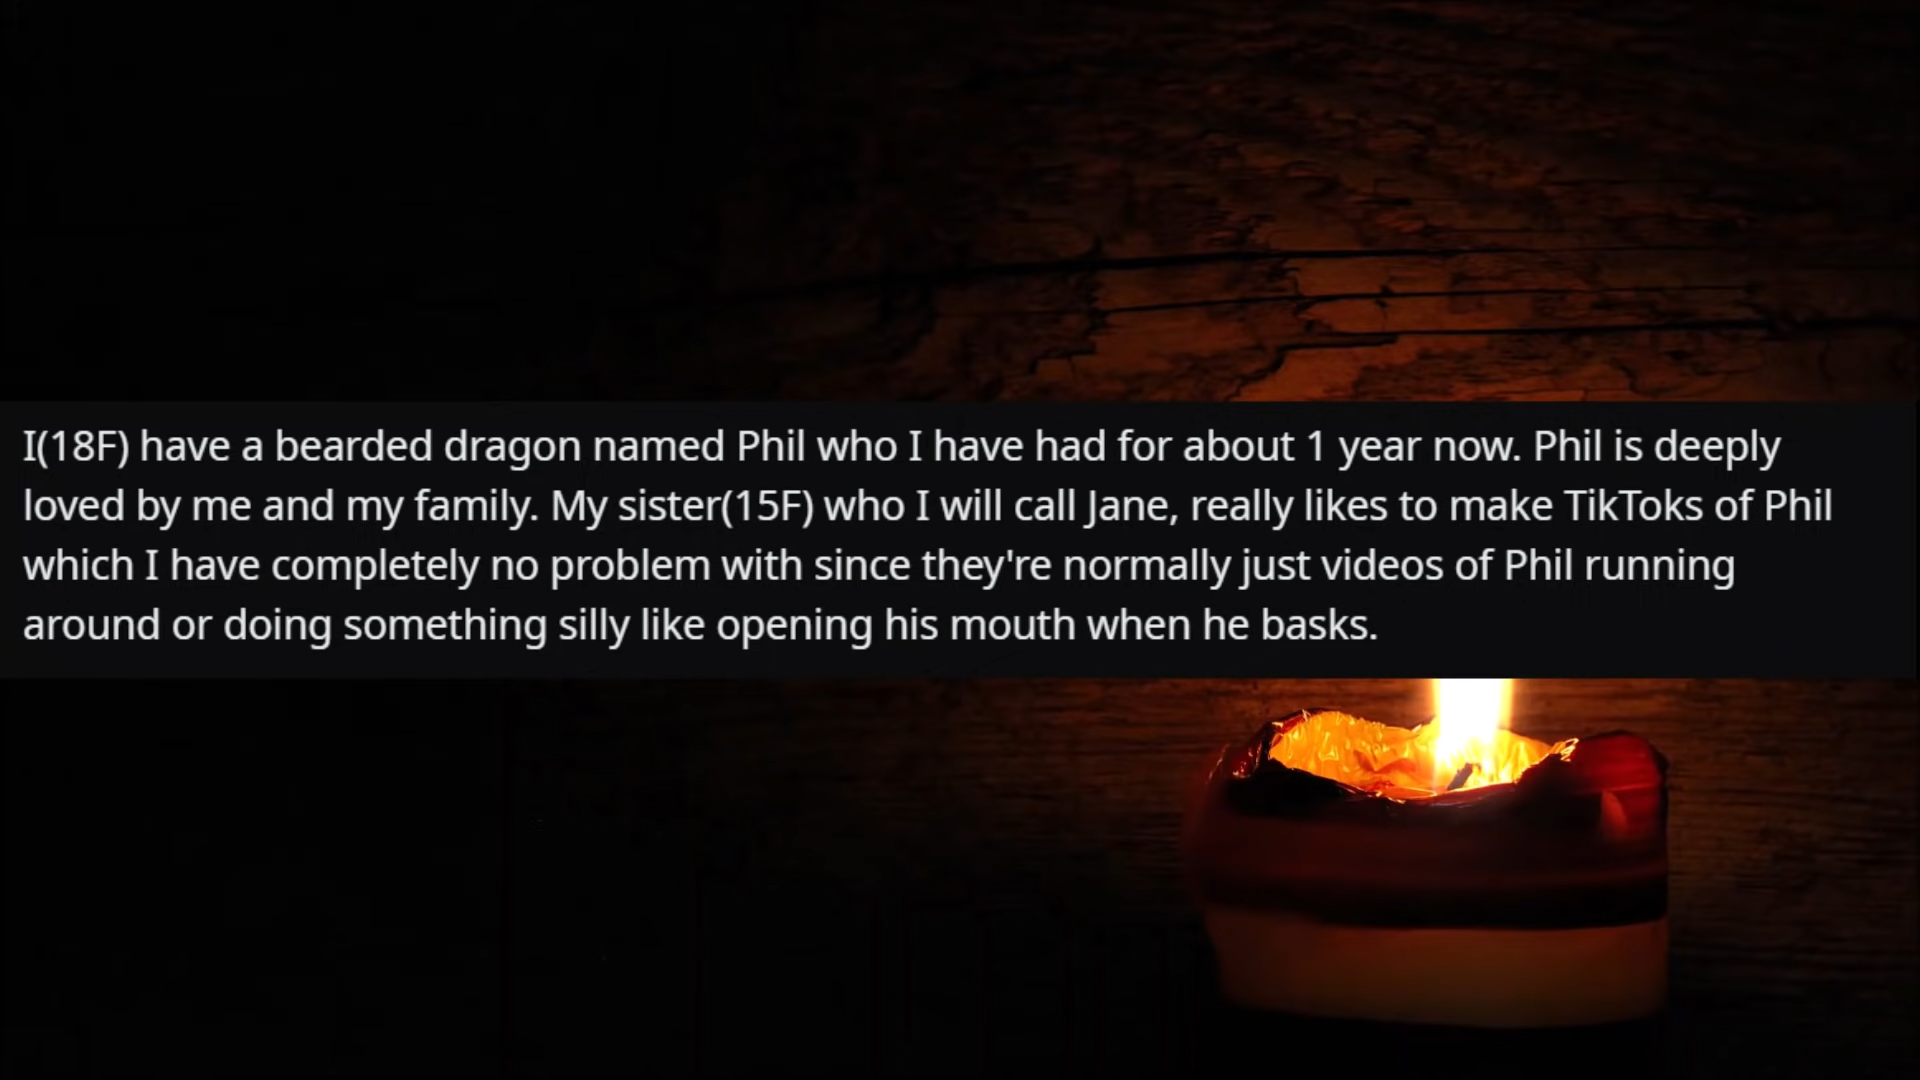 I(18F) have a bearded dragon named Phil who I have had for about 1 year now. Phil is deeply
loved by me and my family. My sister(15F) who I will call Jane, really likes to make TikToks of Phil
which I have completely no problem with since they're normally just videos of Phil running
around or doing something silly like opening his mouth when he basks.